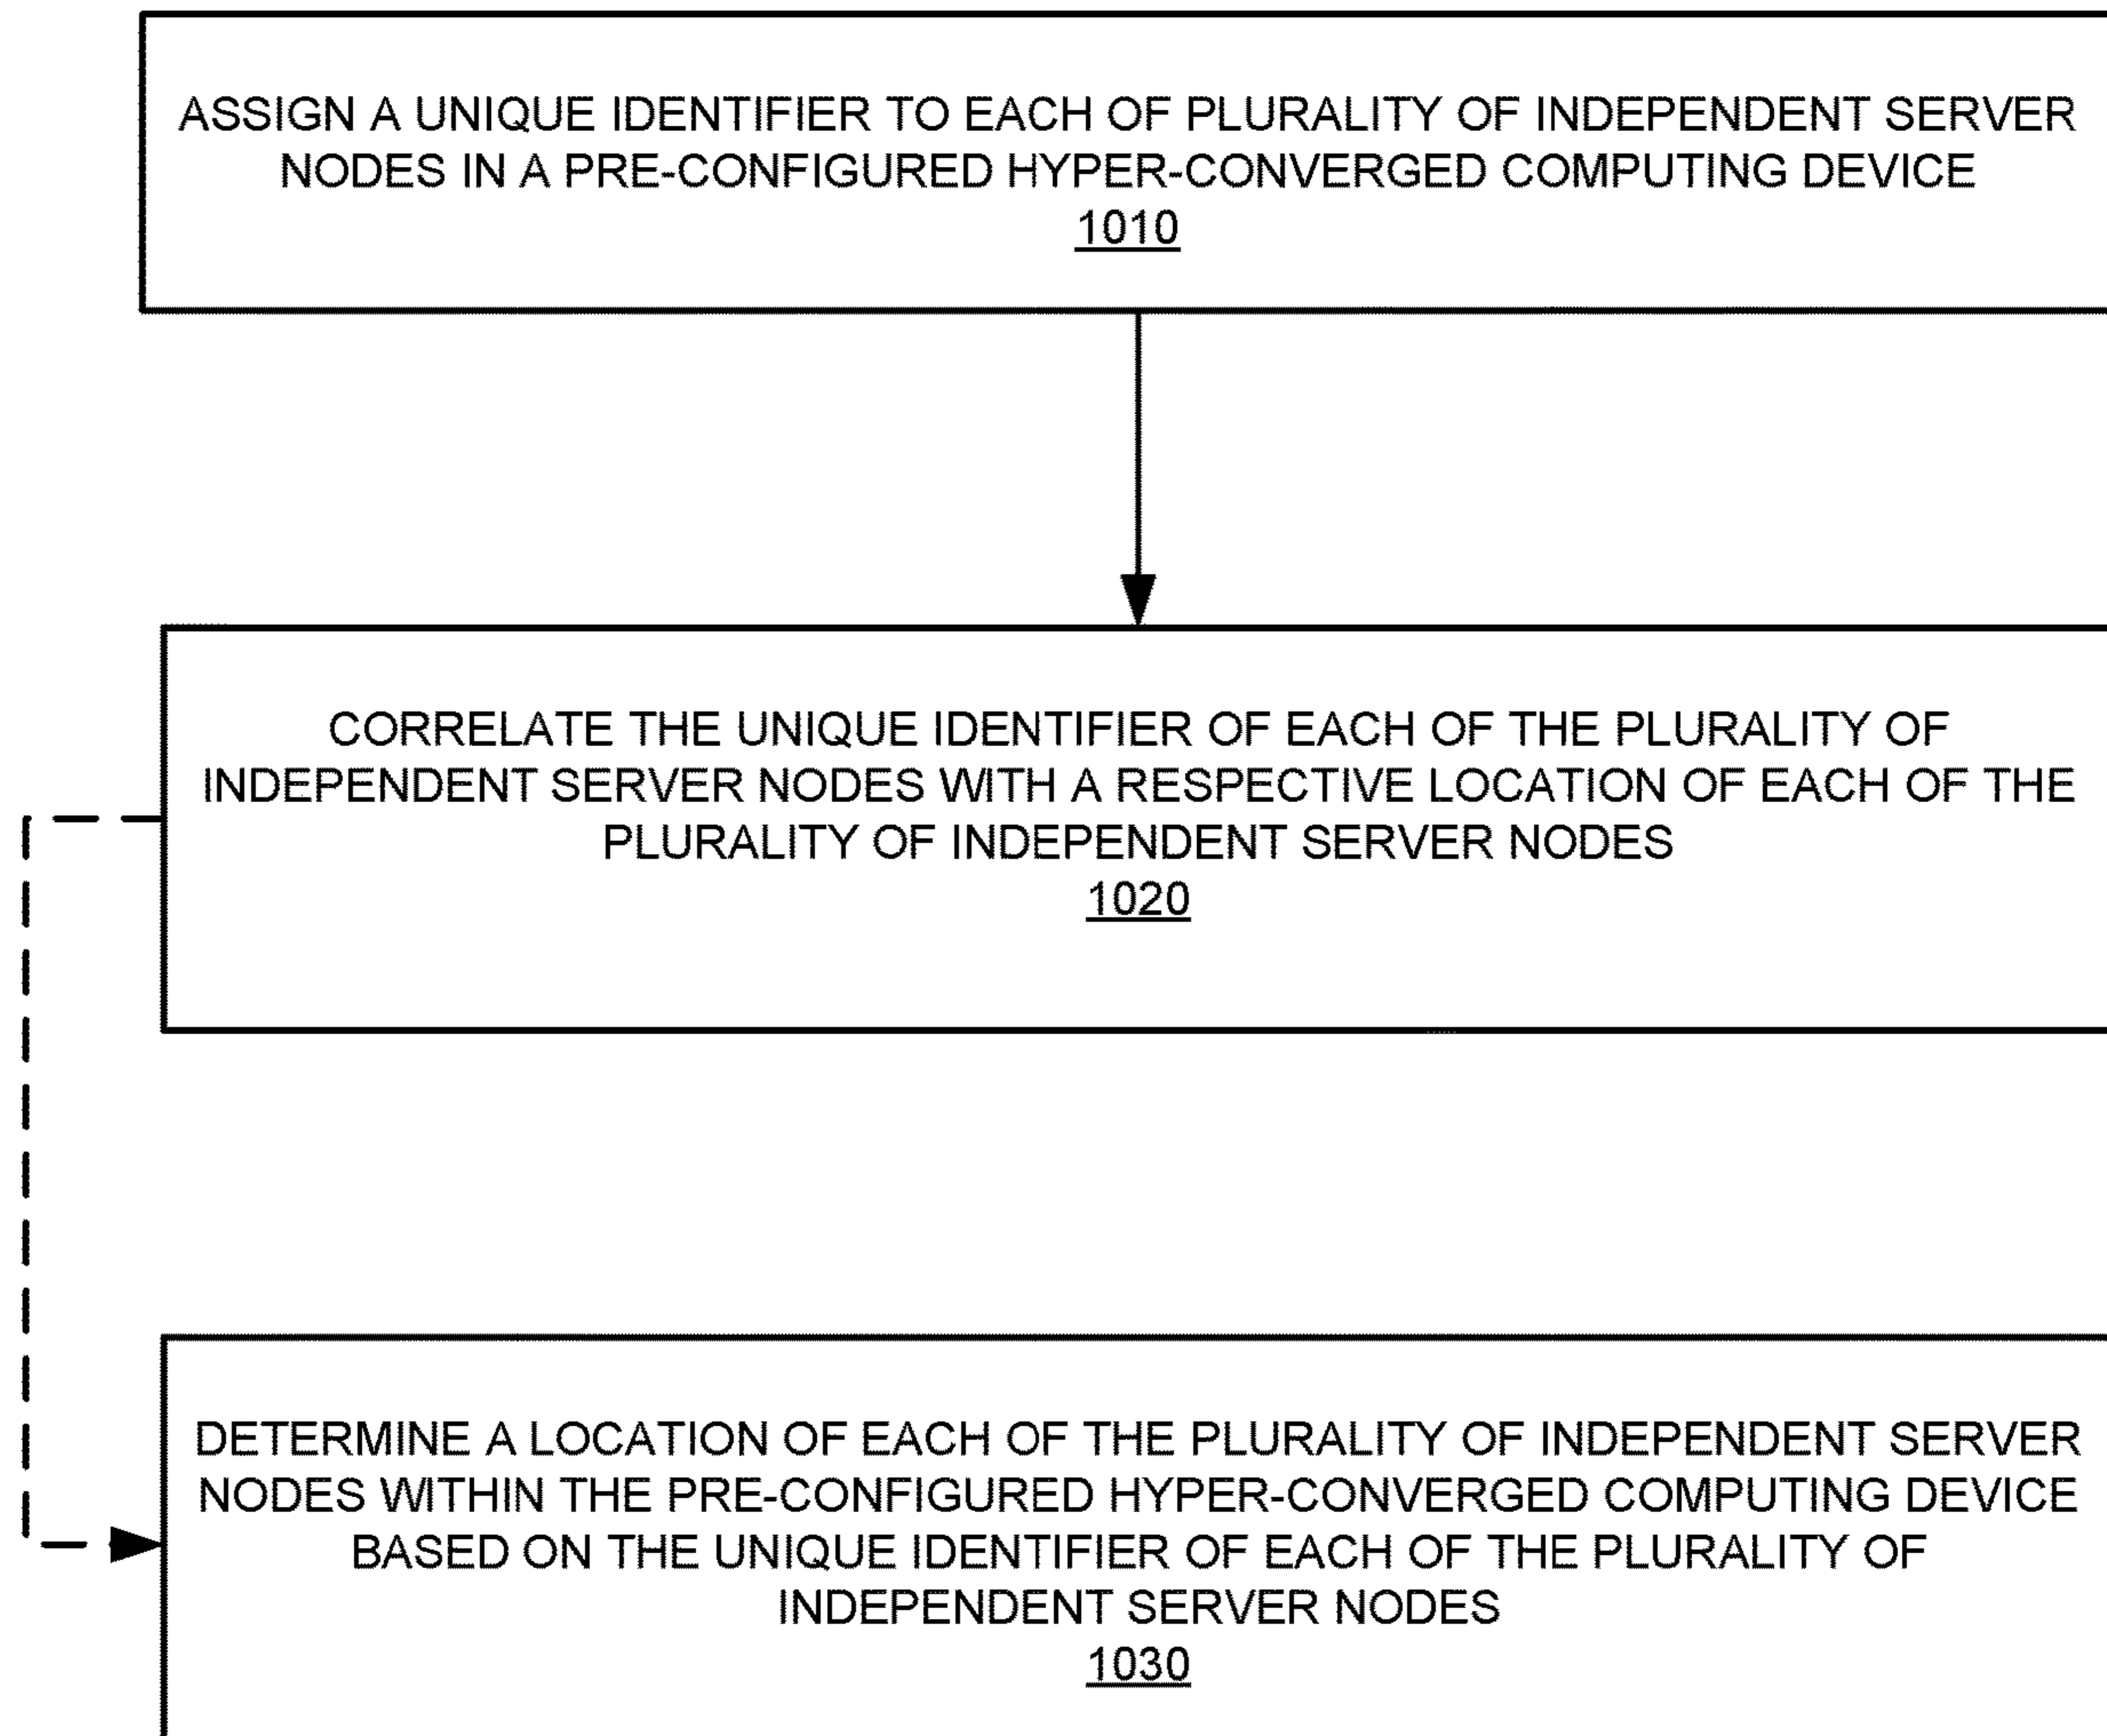 ASSIGN A UNIQUE IDENTIFIER TO EACH OF PLURALITY OF INDEPENDENT SERVER
NODES IN A PRE-CONFIGURED HYPER-CONVERGED COMPUTING DEVICE
1010
CORRELATE THE UNIQUE IDENTIFIER OF EACH OF THE PLURALITY OF
INDEPENDENT SERVER NODES WITH A RESPECTIVE LOCATION OF EACH OF THE
PLURALITY OF INDEPENDENT SERVER NODES
1020
DETERMINE A LOCATION OF EACH OF THE PLURALITY OF INDEPENDENT SERVER
NODES WITHIN THE PRE-CONFIGURED HYPER-CONVERGED COMPUTING DEVICE
BASED ON THE UNIQUE IDENTIFIER OF EACH OF THE PLURALITY OF
INDEPENDENT SERVER NODES
1030